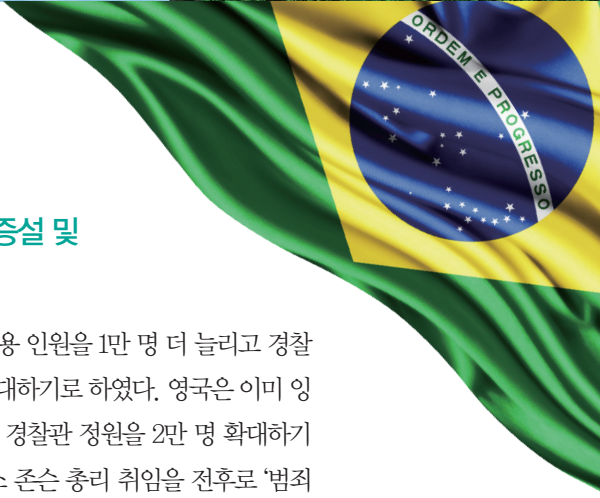 ORDEM E PROGRESSO
증설 및
용 인원을 1만 명 더 늘리고 경찰
대하기로 하였다. 영국은 이미 잉
경찰관 정원을 2만 명 확대하기
존슨 총리 취임을 전후로 ‘범죄